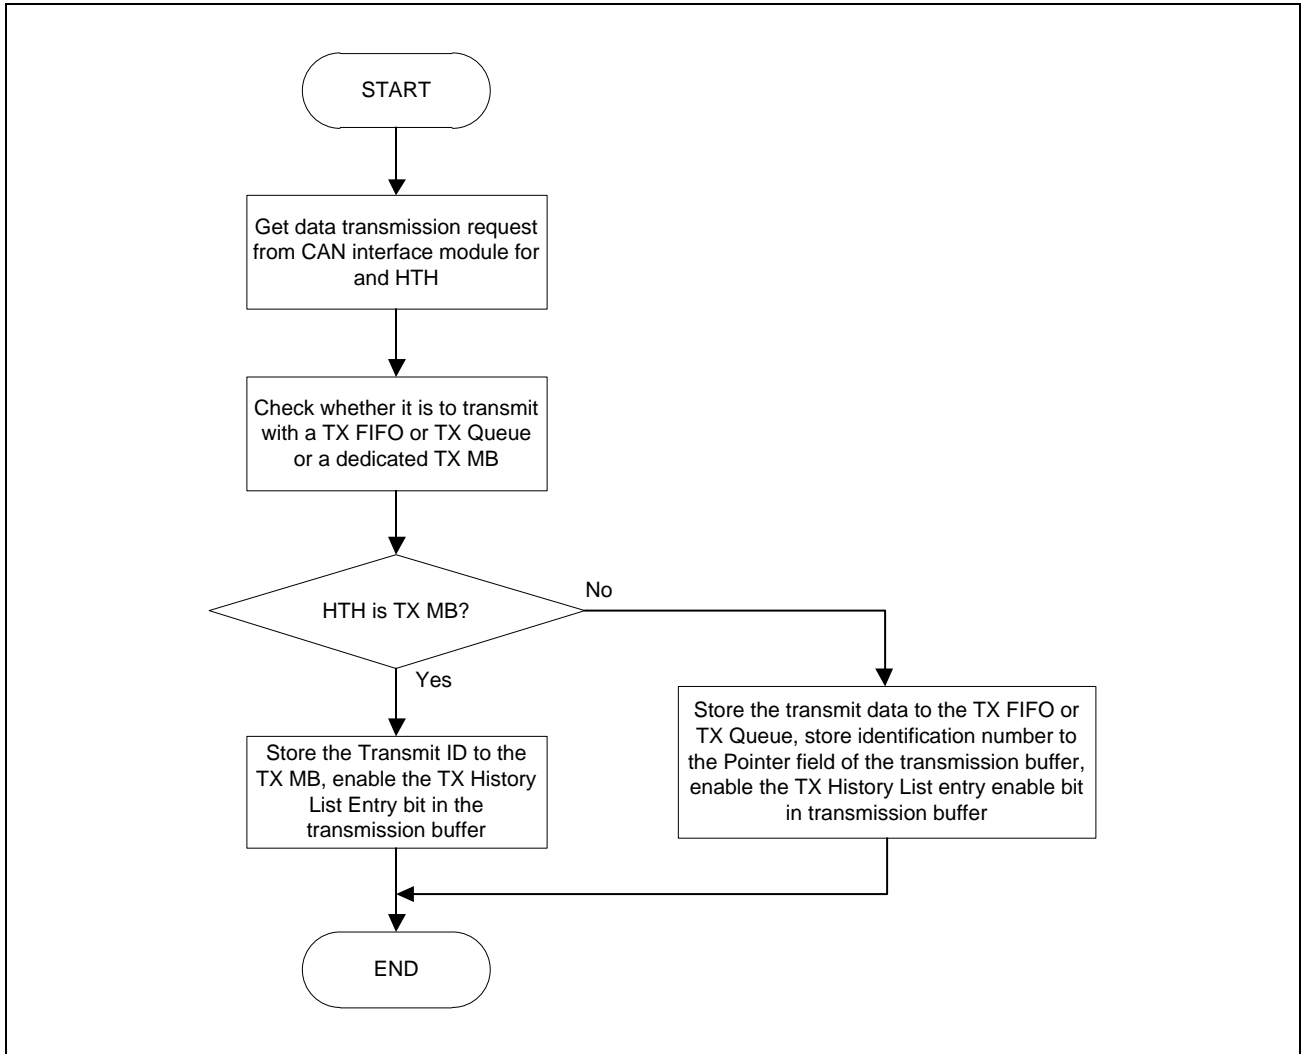 START
Get data transmission request
from CAN interface module for
and HTH
Check whether it is to transmit
with a TX FIFO or TX Queue
or a dedicated TX MB
HTH is TX MB?
No
Yes
Store the Transmit ID to the
TX MB, enable the TX History
List Entry bit in the
transmission buffer
Store the transmit data to the TX FIFO or
TX Queue, store identification number to
the Pointer field of the transmission buffer,
enable the TX History List entry enable bit
in transmission buffer
END